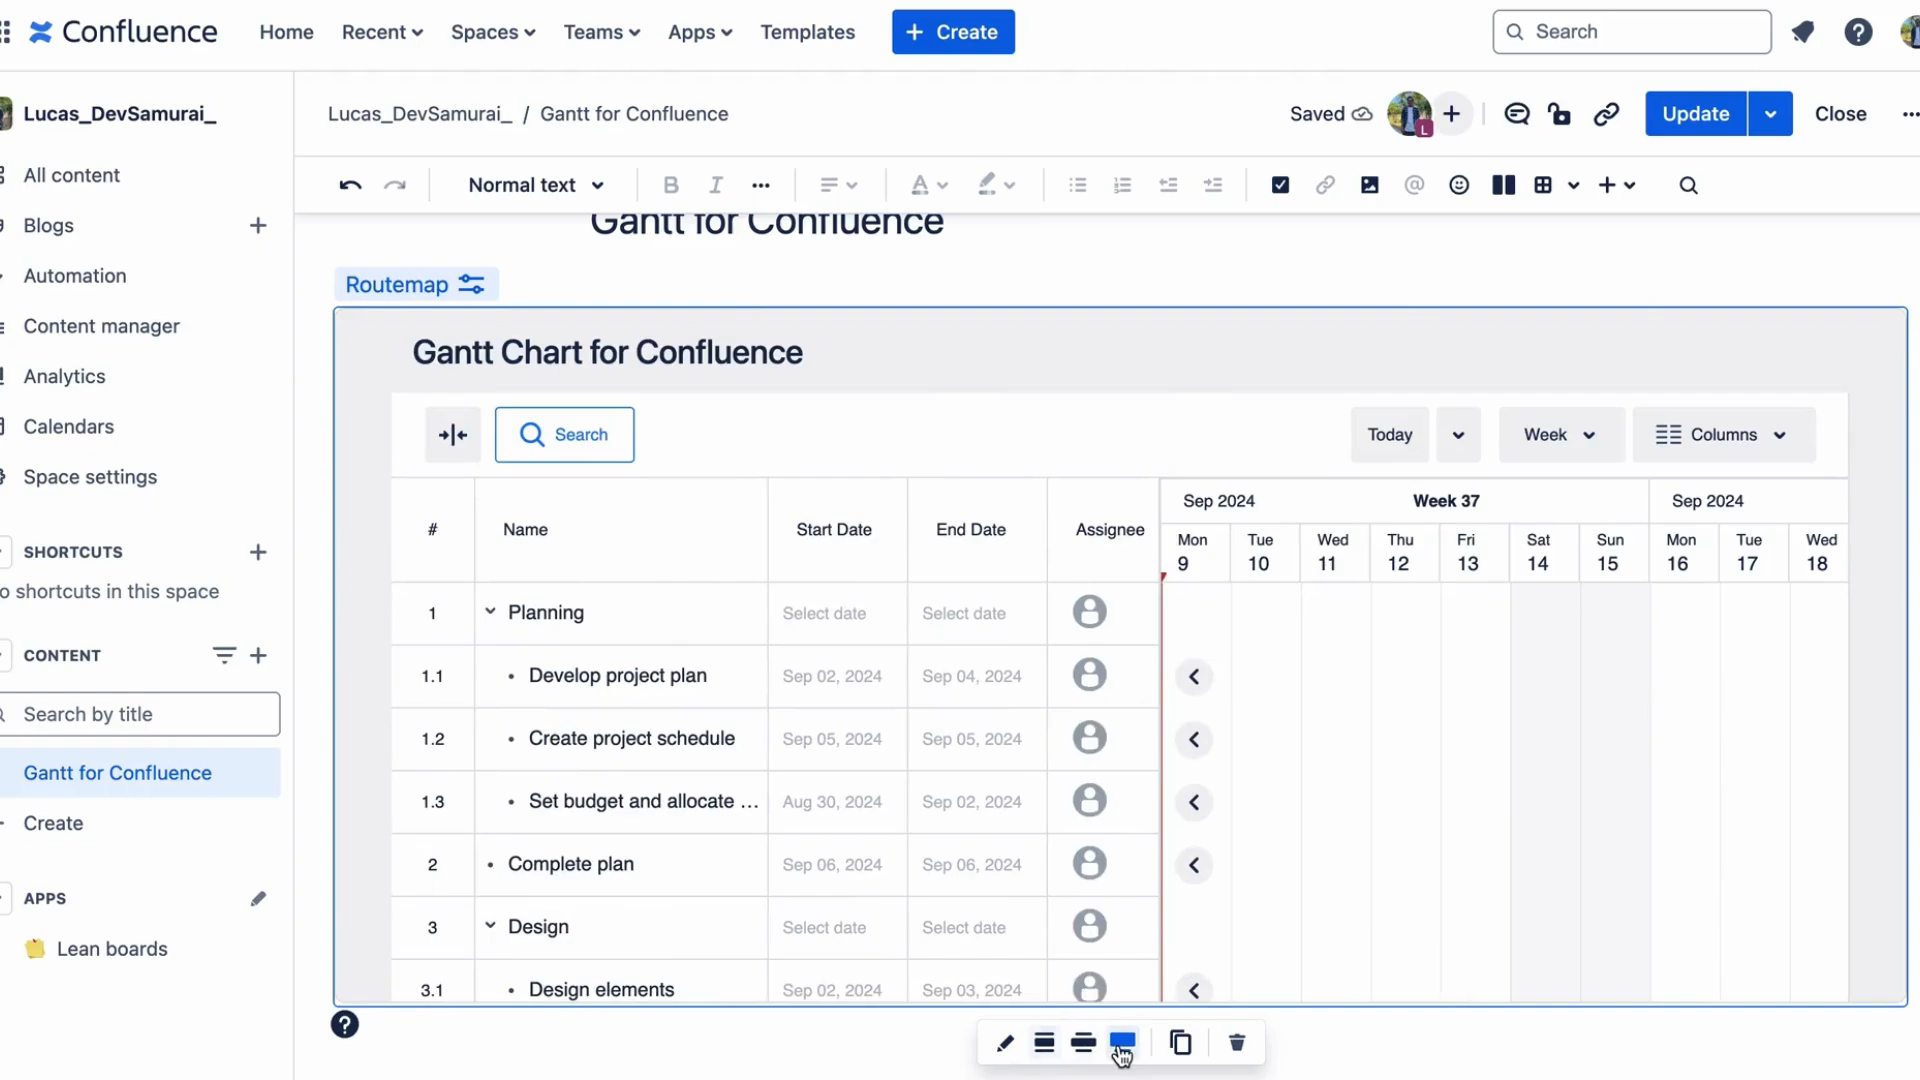 Confluence Home Recent Spaces Teams Apps Templates + Create Search ?
Lucas_DevSamurai_
Lucas_DevSamurai_ / Gantt for Confluence Saved L + Update Close
Normal text B I A @
All content
Blogs
Automation
Content manager
Analytics
Calendars
Space settings
SHORTCUTS
o shortcuts in this space
CONTENT
Search by title
Gantt for Confluence
Create
APPS
Lean boards
Gantt for Confluence
Routemap
Gantt Chart for Confluence
Search Today Week Columns
# Name Start Date End Date Assignee
Sep 2024 Week 37 Sep 2024
Mon Tue Wed Thu Fri Sat Sun Mon Tue Wed
9 10 11 12 13 14 15 16 17 18
1 Planning Select date Select date
1.1 • Develop project plan Sep 02, 2024 Sep 04, 2024
1.2 • Create project schedule Sep 05, 2024 Sep 05, 2024
1.3 • Set budget and allocate ... Aug 30, 2024 Sep 02, 2024
2 • Complete plan Sep 06, 2024 Sep 06, 2024
3 Design Select date Select date
3.1 • Design elements Sep 02, 2024 Sep 03, 2024
?